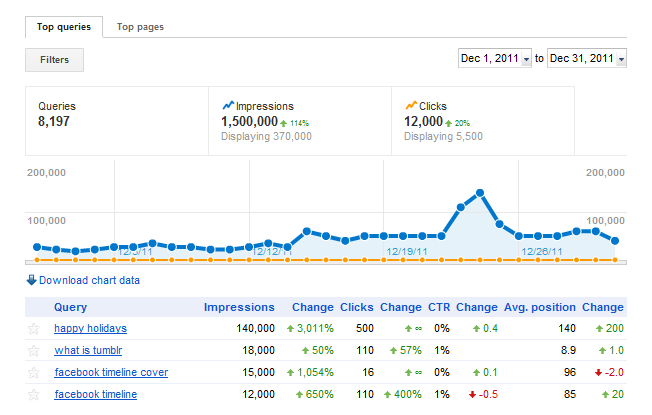 Top queries Top pages
Filters Dec 1, 2011 to Dec 31, 2011
Queries Impressions Clicks
8,197 1,500,000 114% 12,000 20%
Displaying 370,000 Displaying 5,500
200,000 200,000
100,000 100,000
12/5/11 12/12/11 12/19/11 12/26/11
Download chart data
Query Impressions Change Clicks Change CTR Change Avg. position Change
happy holidays 140,000 3,011% 500 ∞ 0% 0.4 140 200
what is tumblr 18,000 50% 110 57% 1% 8.9 1.0
facebook timeline cover 15,000 1,054% 16 ∞ 0% 0.1 96 -2.0
facebook timeline 12,000 650% 110 400% 1% -0.5 85 20